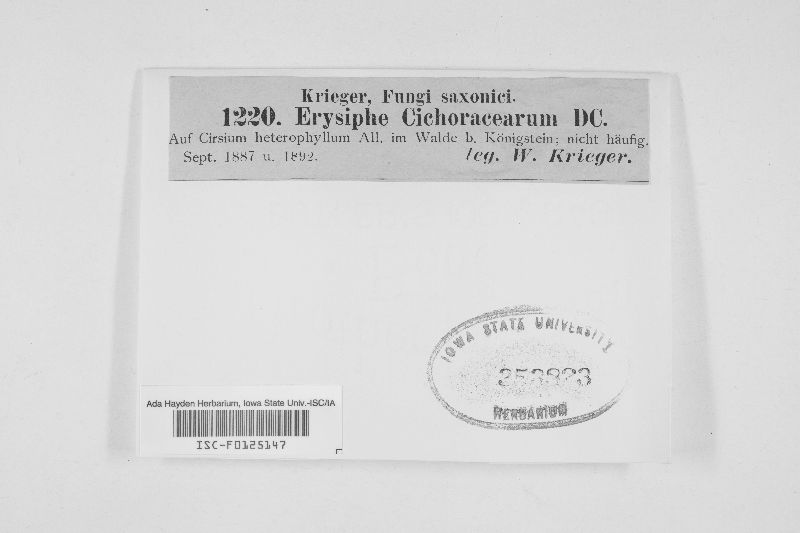 Krieger, Fungi saxonici.
1220. Erysiphe Cichoracearum DC.
Auf Cirsium heterophyllum All. im Walde b. Königstein; nicht häufig.
Sept. 1887 u. 1892. leg. W. Krieger.
IOWA STATE UNIVERSITY
353823
HERBARIUM
Ada Hayden Herbarium, Iowa State Univ.-ISC/IA
ISC-F0125147